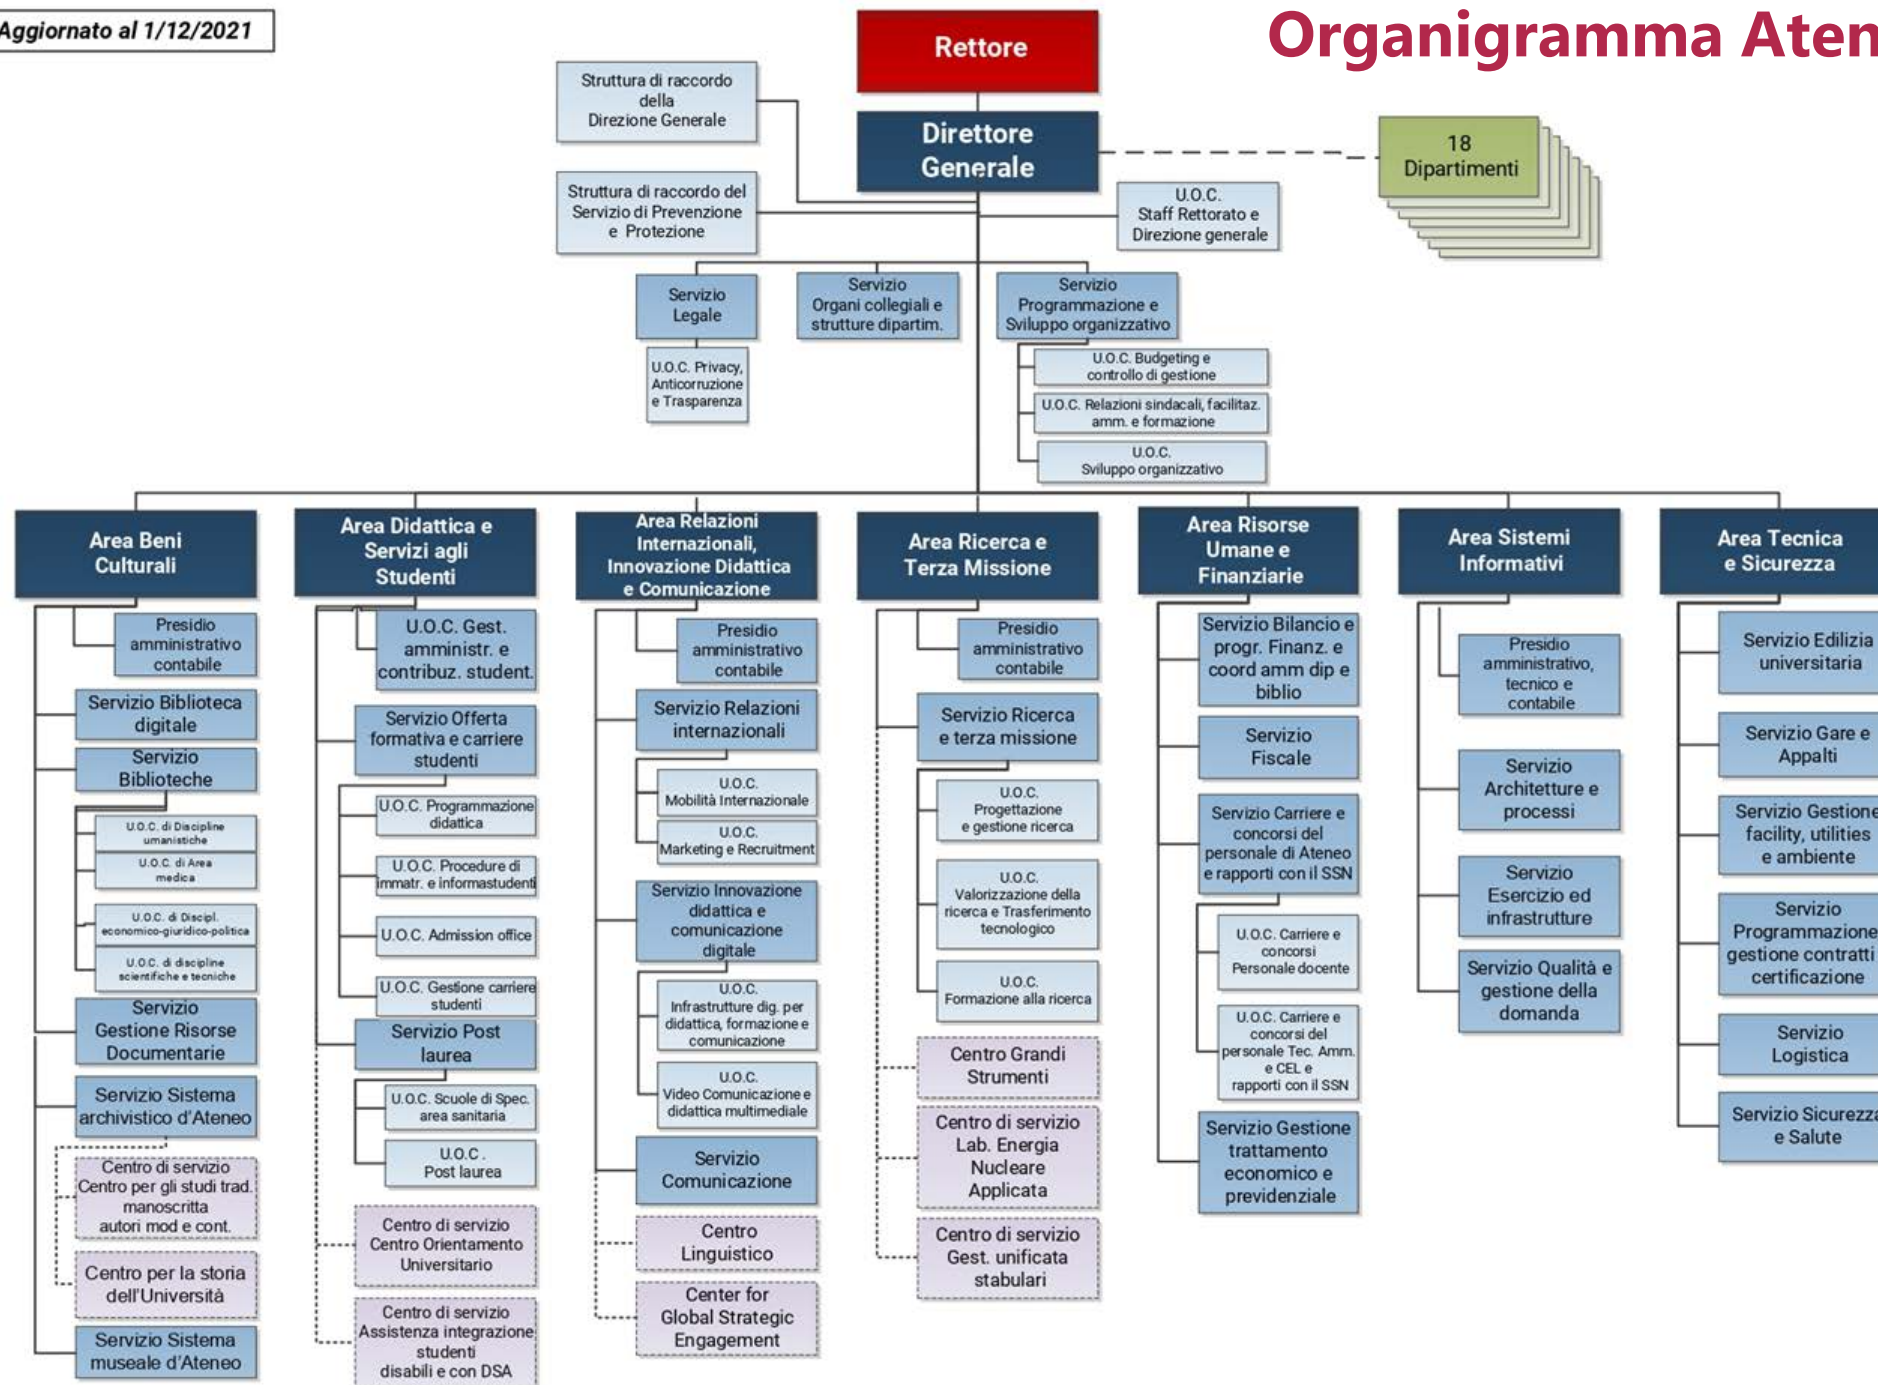 Aggiornato al 1/12/2021
Organigramma Aten
Rettore
Direttore
Generale
Struttura di raccordo
della
Direzione Generale
Struttura di raccordo del
Servizio di Prevenzione
e Protezione
18
Dipartimenti
U.O.C.
Staff Rettorato e
Direzione generale
Servizio
Legale
Servizio
Organi collegiali e
strutture dipartim.
Servizio
Programmazione e
Sviluppo organizzativo
U.O.C. Privacy,
Anticorruzione
e Trasparenza
U.O.C. Budgeting e
controllo di gestione
U.O.C. Relazioni sindacali, facilitaz.
amm. e formazione
U.O.C.
Sviluppo organizzativo
Area Beni
Culturali
Presidio
amministrativo
contabile
Servizio Biblioteca
digitale
Servizio
Biblioteche
U.O.C. di Discipline
umanistiche
U.O.C. di Area
medica
U.O.C. di Discipl.
economico-giuridico-politica
U.O.C. di discipline
scientifiche e tecniche
Servizio
Gestione Risorse
Documentarie
Servizio Sistema
archivistico d'Ateneo
Centro di servizio
Centro per gli studi trad.
manoscritta
autori mod e cont.
Centro per la storia
dell'Università
Servizio Sistema
museale d'Ateneo
Area Didattica e
Servizi agli
Studenti
U.O.C. Gest.
amministr. e
contribuz. student.
Servizio Offerta
formativa e carriere
studenti
U.O.C. Programmazione
didattica
U.O.C. Procedure di
immatr. e informastudenti
U.O.C. Admission office
U.O.C. Gestione carriere
studenti
Servizio Post
laurea
U.O.C. Scuole di Spec.
area sanitaria
U.O.C .
Post laurea
Centro di servizio
Centro Orientamento
Universitario
Centro di servizio
Assistenza integrazione
studenti
disabili e con DSA
Area Relazioni
Internazionali,
Innovazione Didattica
e Comunicazione
Presidio
amministrativo
contabile
Servizio Relazioni
internazionali
U.O.C.
Mobilità Internazionale
U.O.C.
Marketing e Recruitment
Servizio Innovazione
didattica e
comunicazione
digitale
U.O.C.
Infrastrutture dig. per
didattica, formazione e
comunicazione
U.O.C.
Video Comunicazione e
didattica multimediale
Servizio
Comunicazione
Centro
Linguistico
Center for
Global Strategic
Engagement
Area Ricerca e
Terza Missione
Presidio
amministrativo
contabile
Servizio Ricerca
e terza missione
U.O.C.
Progettazione
e gestione ricerca
U.O.C.
Valorizzazione della
ricerca e Trasferimento
tecnologico
U.O.C.
Formazione alla ricerca
Centro Grandi
Strumenti
Centro di servizio
Lab. Energia
Nucleare
Applicata
Centro di servizio
Gest. unificata
stabulari
Area Risorse
Umane e
Finanziarie
Servizio Bilancio e
progr. Finanz. e
coord amm dip e
biblio
Servizio
Fiscale
Servizio Carriere e
concorsi del
personale di Ateneo
e rapporti con il SSN
U.O.C. Carriere e
concorsi
Personale docente
U.O.C. Carriere e
concorsi del
personale Tec. Amm.
e CEL e
rapporti con il SSN
Servizio Gestione
trattamento
economico e
previdenziale
Area Sistemi
Informativi
Presidio
amministrativo,
tecnico e
contabile
Servizio
Architetture e
processi
Servizio
Esercizio ed
infrastrutture
Servizio Qualità e
gestione della
domanda
Area Tecnica
e Sicurezza
Servizio Edilizia
universitaria
Servizio Gare e
Appalti
Servizio Gestione
facility, utilities
e ambiente
Servizio
Programmazione
gestione contratti
certificazione
Servizio
Logistica
Servizio Sicurezza
e Salute